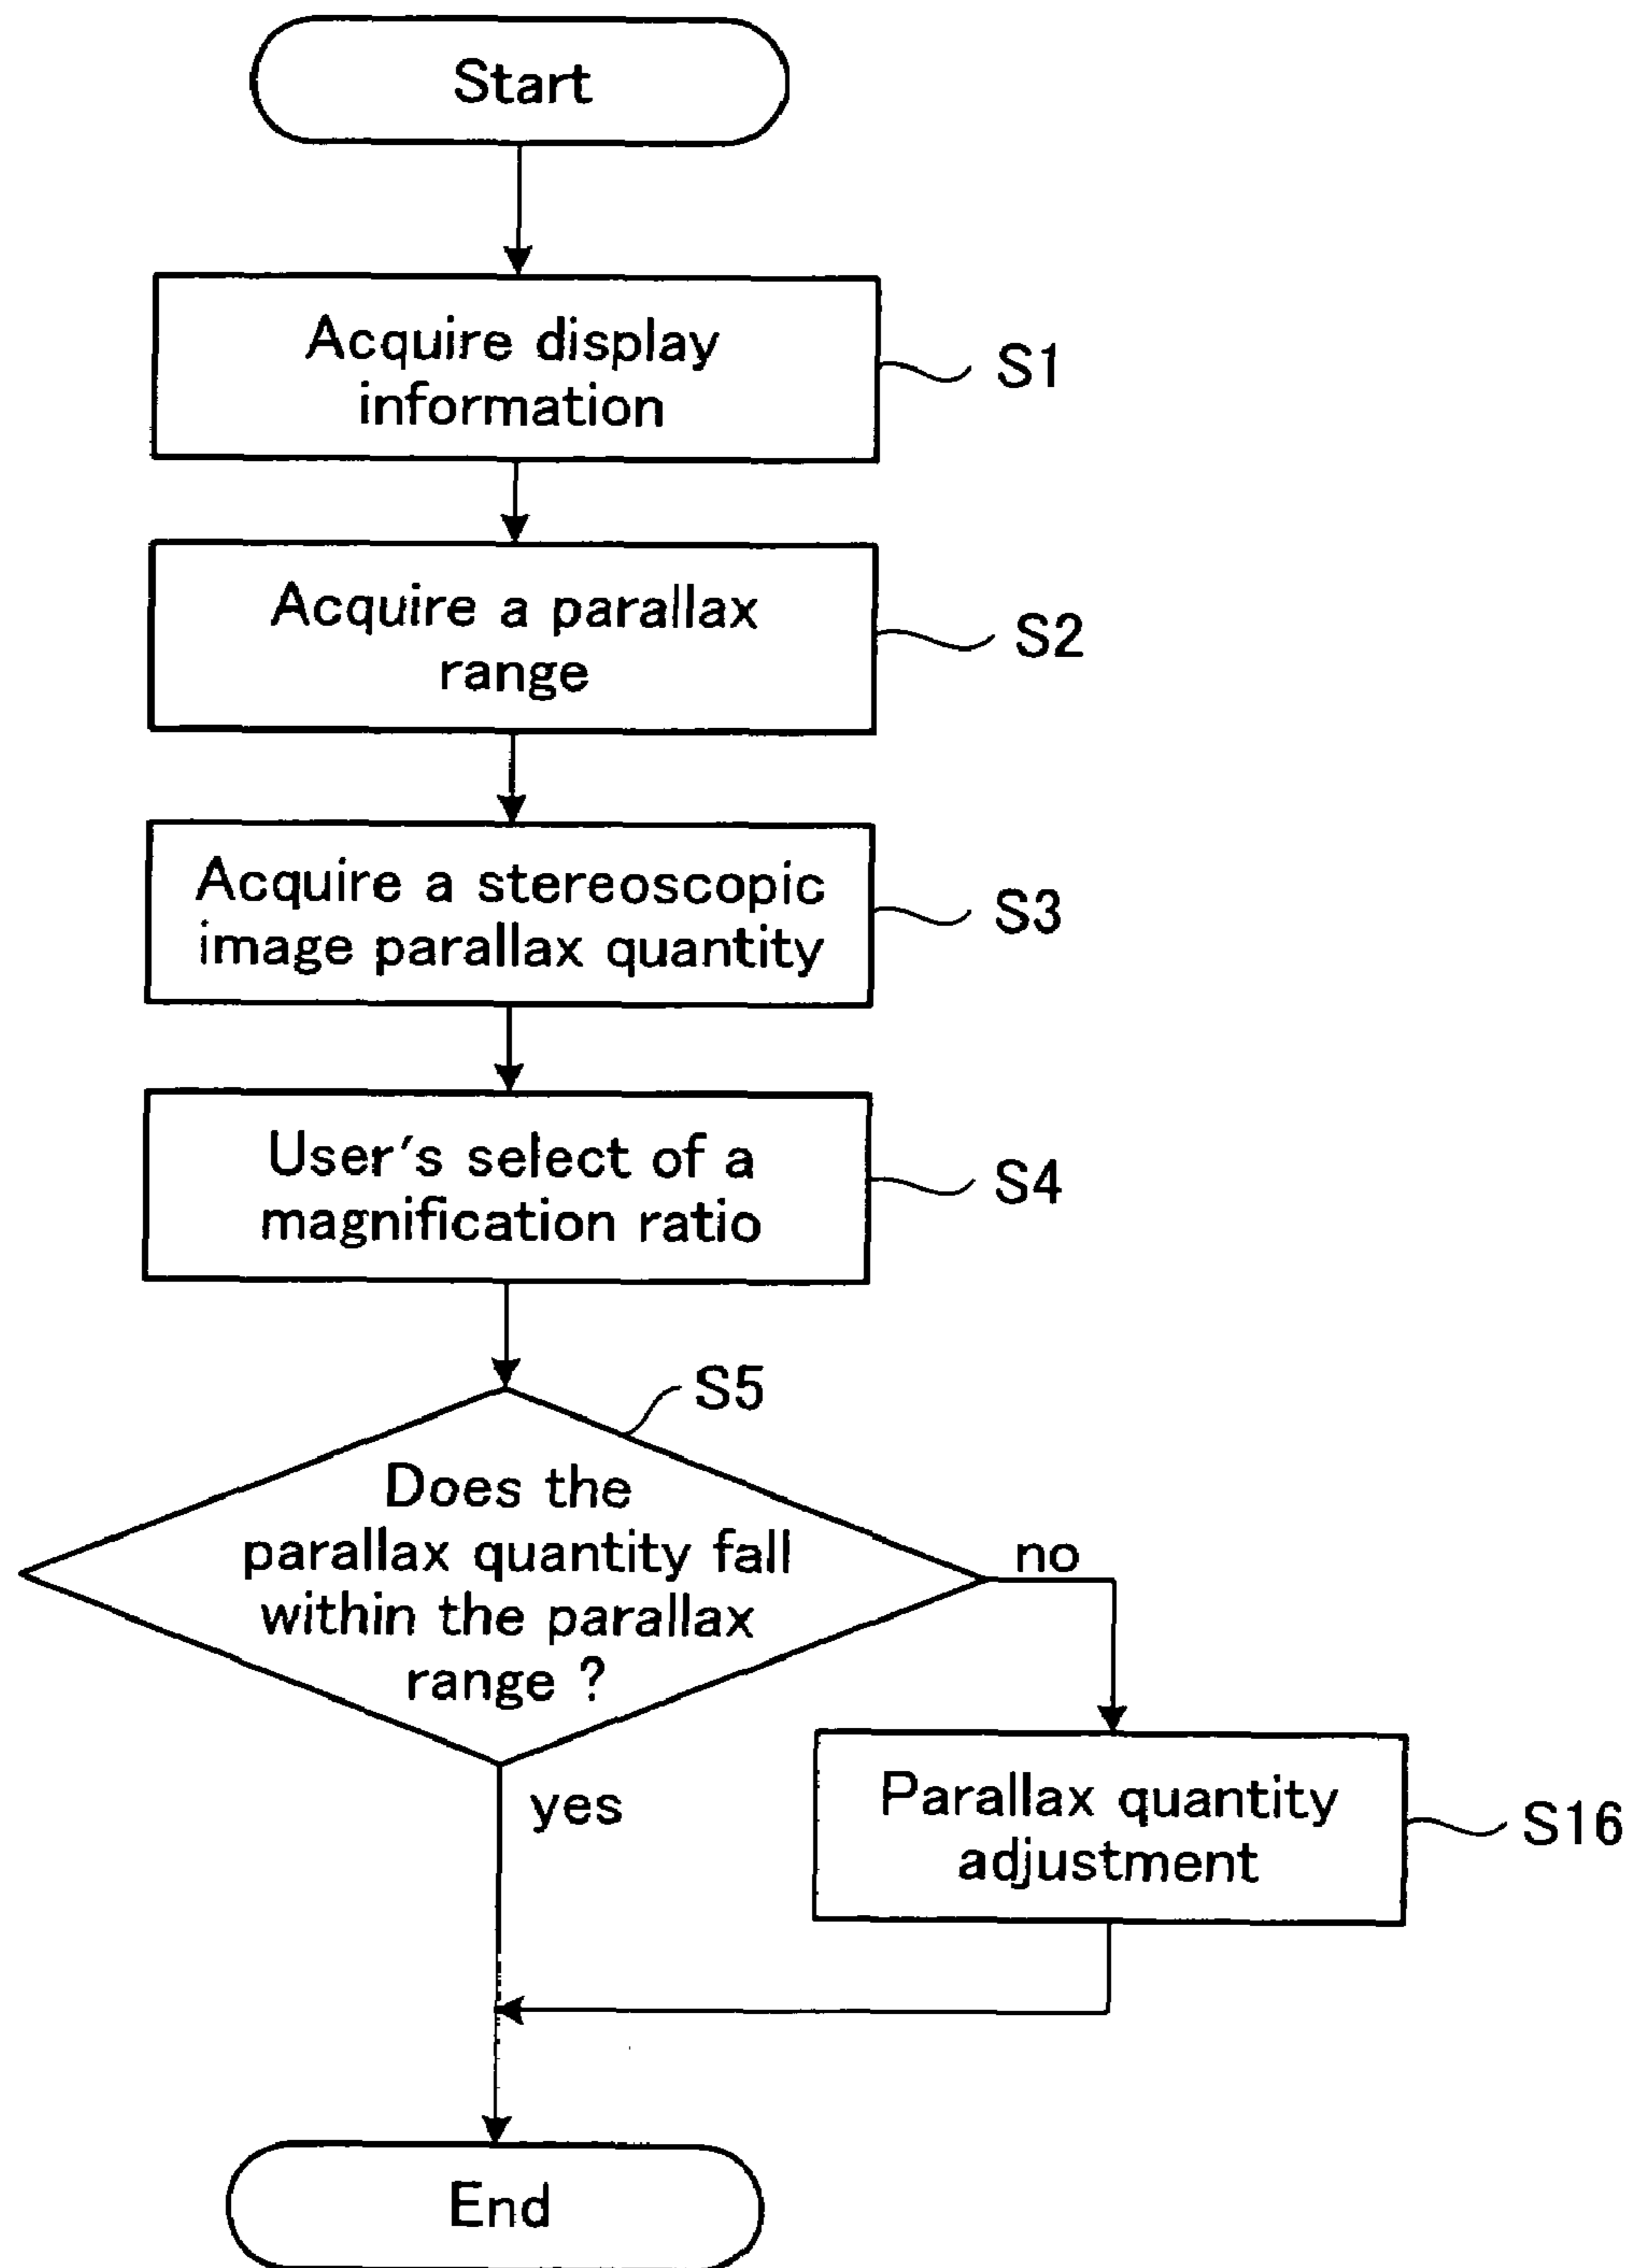 Start
Acquire display
information
S1
Acquire a parallax
range
S2
Acquire a stereoscopic
image parallax quantity
S3
User's select of a
magnification ratio
S4
S5
Does the
parallax quantity fall
within the parallax
range ?
no
yes
Parallax quantity
adjustment
S16
End